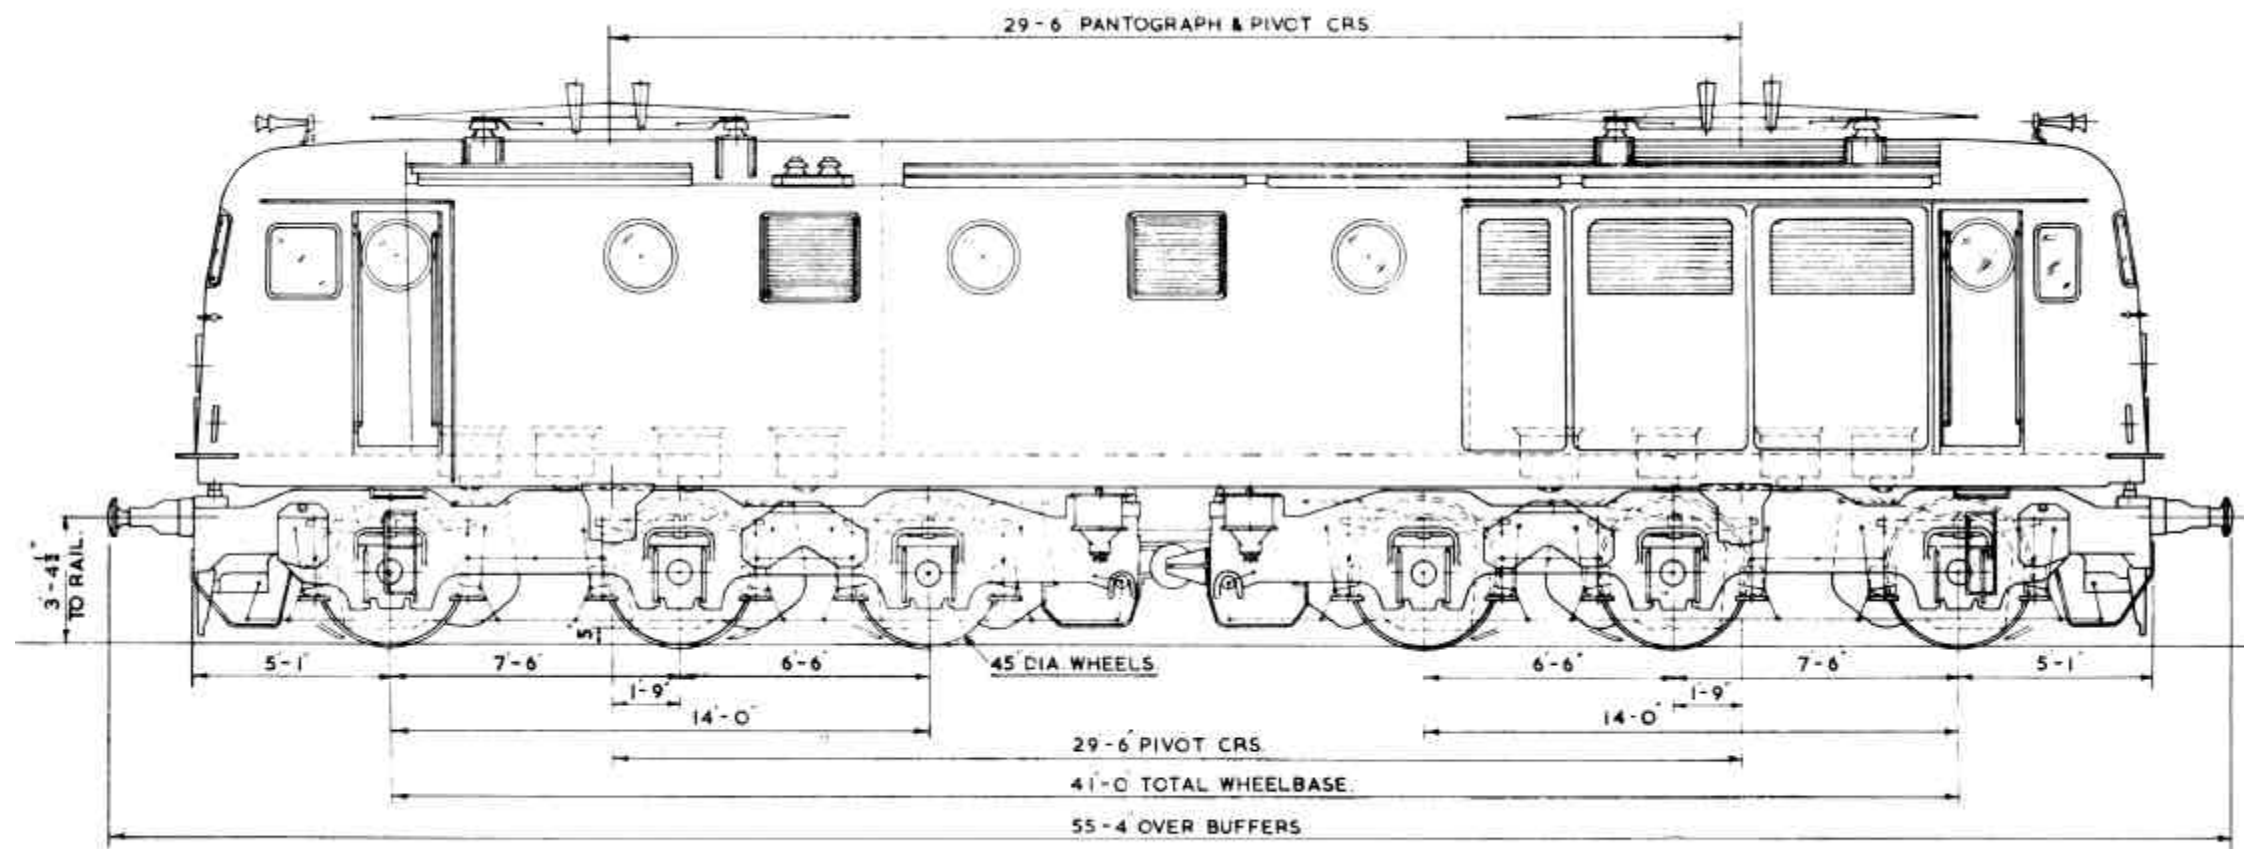 29-6 PANTOGRAPH & PIVOT CRS
3'-4½" TO RAIL.
5"
45 DIA. WHEELS.
5'-1" 7'-6" 6'-6" 6'-6" 7'-6" 5'-1"
1'-9" 1'-9"
14'-0" 14'-0"
29-6 PIVOT CRS.
41-0 TOTAL WHEELBASE.
55-4 OVER BUFFERS